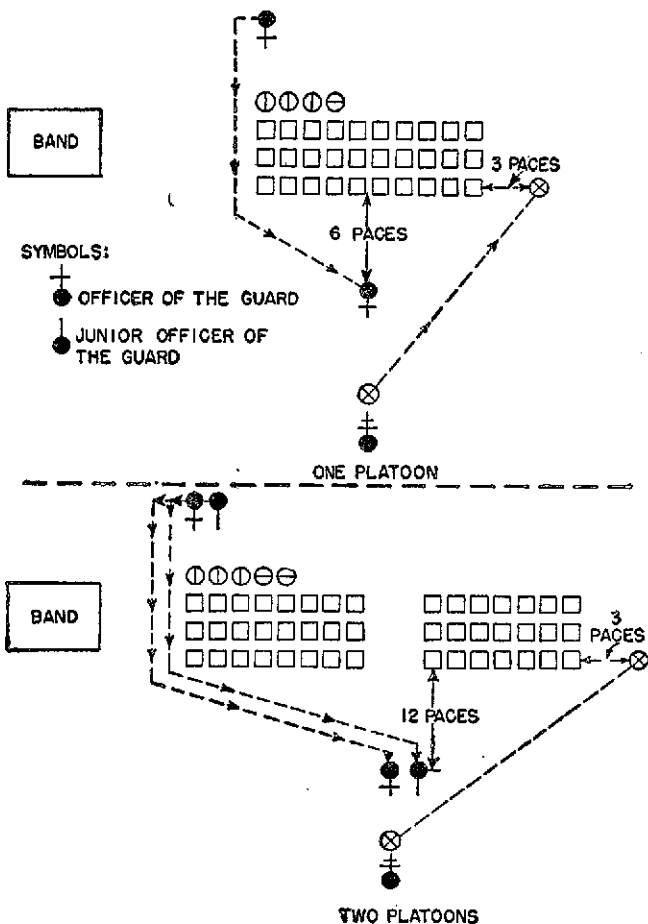 BAND
3 PACES
6 PACES
SYMBOLS:
OFFICER OF THE GUARD
JUNIOR OFFICER OF
THE GUARD
ONE PLATOON
BAND
3
PACES
12 PACES
TWO PLATOONS